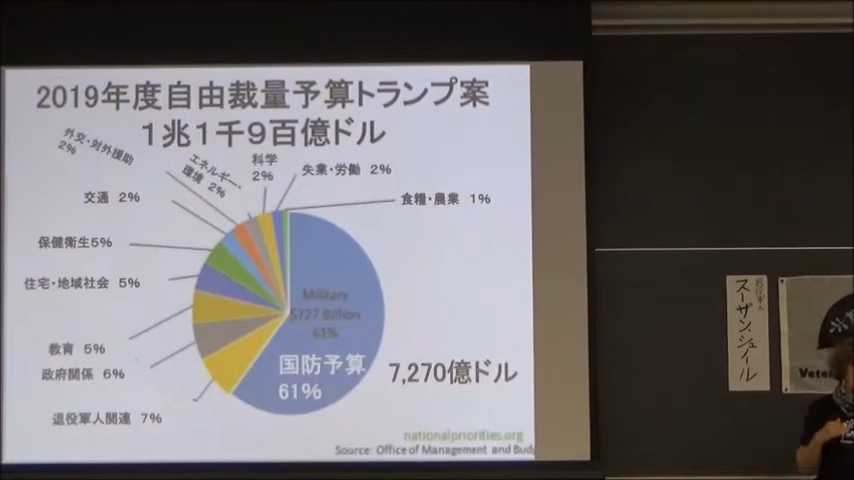 2019年度自由裁量予算トランプ案
1兆1千9百億ドル
外交・対外援助
2%
エネルギー・
環境 2%
科学
2%
失業・労働 2%
交通 2%
食糧・農業 1%
保健衛生5%
住宅・地域社会 5%
Military
$727 Billion
61%
教育 5%
国防予算
61%
7,270億ドル
政府関係 6%
退役軍人関連 7%
nationalpriorities.org
Source: Office of Management and Budg
スーザン・シュイール
Vete